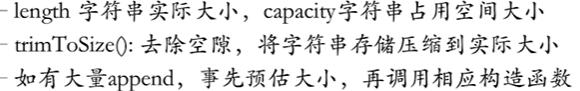 – length 字符串实际大小，capacity字符串占用空间大小
– trimToSize(): 去除空隙，将字符串存储压缩到实际大小
– 如有大量append，事先预估大小，再调用相应构造函数